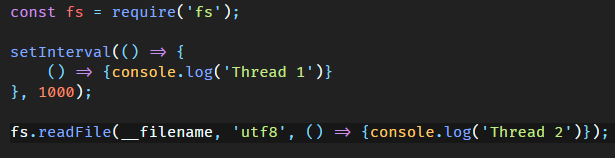 const fs = require('fs');
setInterval(() => {
    () => {console.log('Thread 1')}
}, 1000);
fs.readFile(__filename, 'utf8', () => {console.log('Thread 2')});